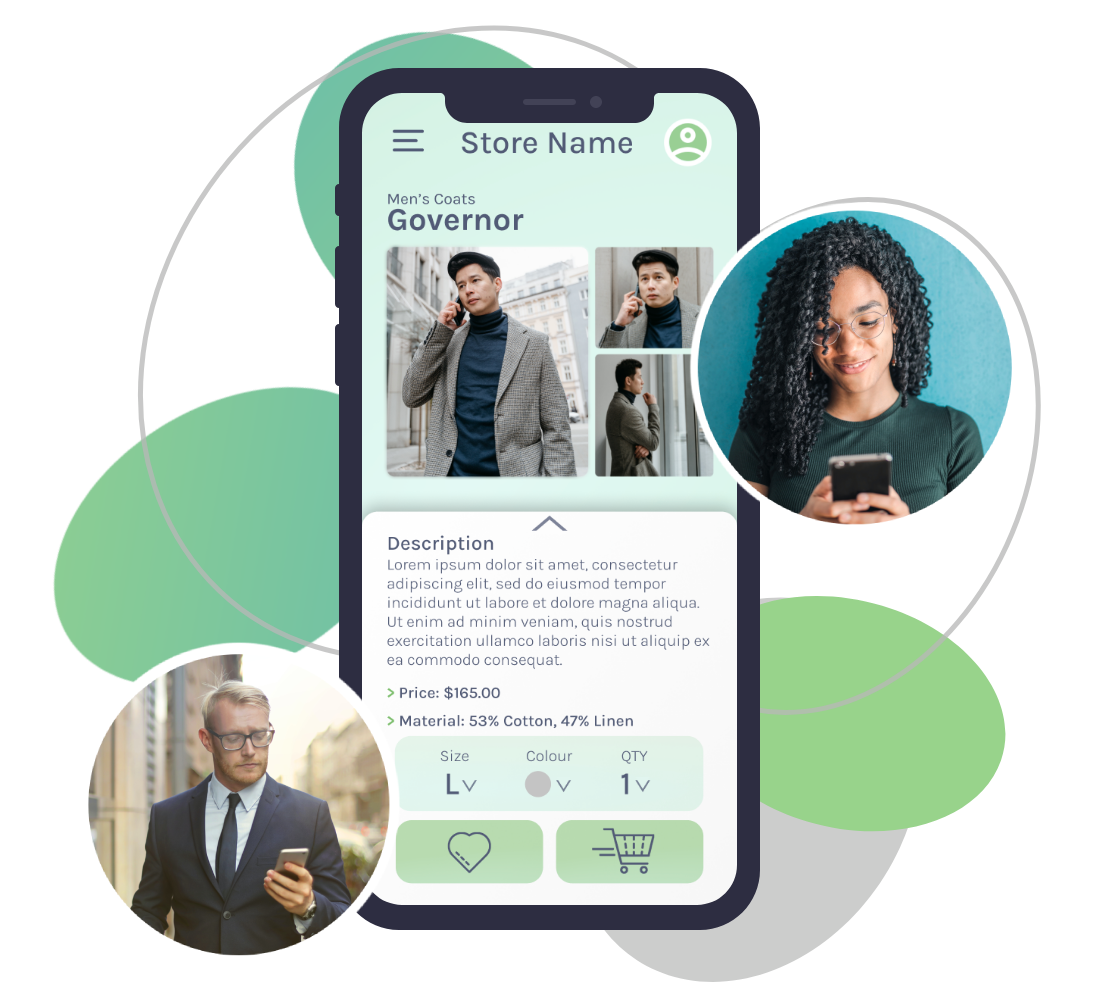 Store Name
Men’s Coats
Governor
Description
Lorem ipsum dolor sit amet, consectetur
adipiscing elit, sed do eiusmod tempor
incididunt ut labore et dolore magna aliqua.
Ut enim ad minim veniam, quis nostrud
exercitation ullamco laboris nisi ut aliquip ex
ea commodo consequat.
> Price: $165.00
> Material: 53% Cotton, 47% Linen
Size Colour QTY
L 1